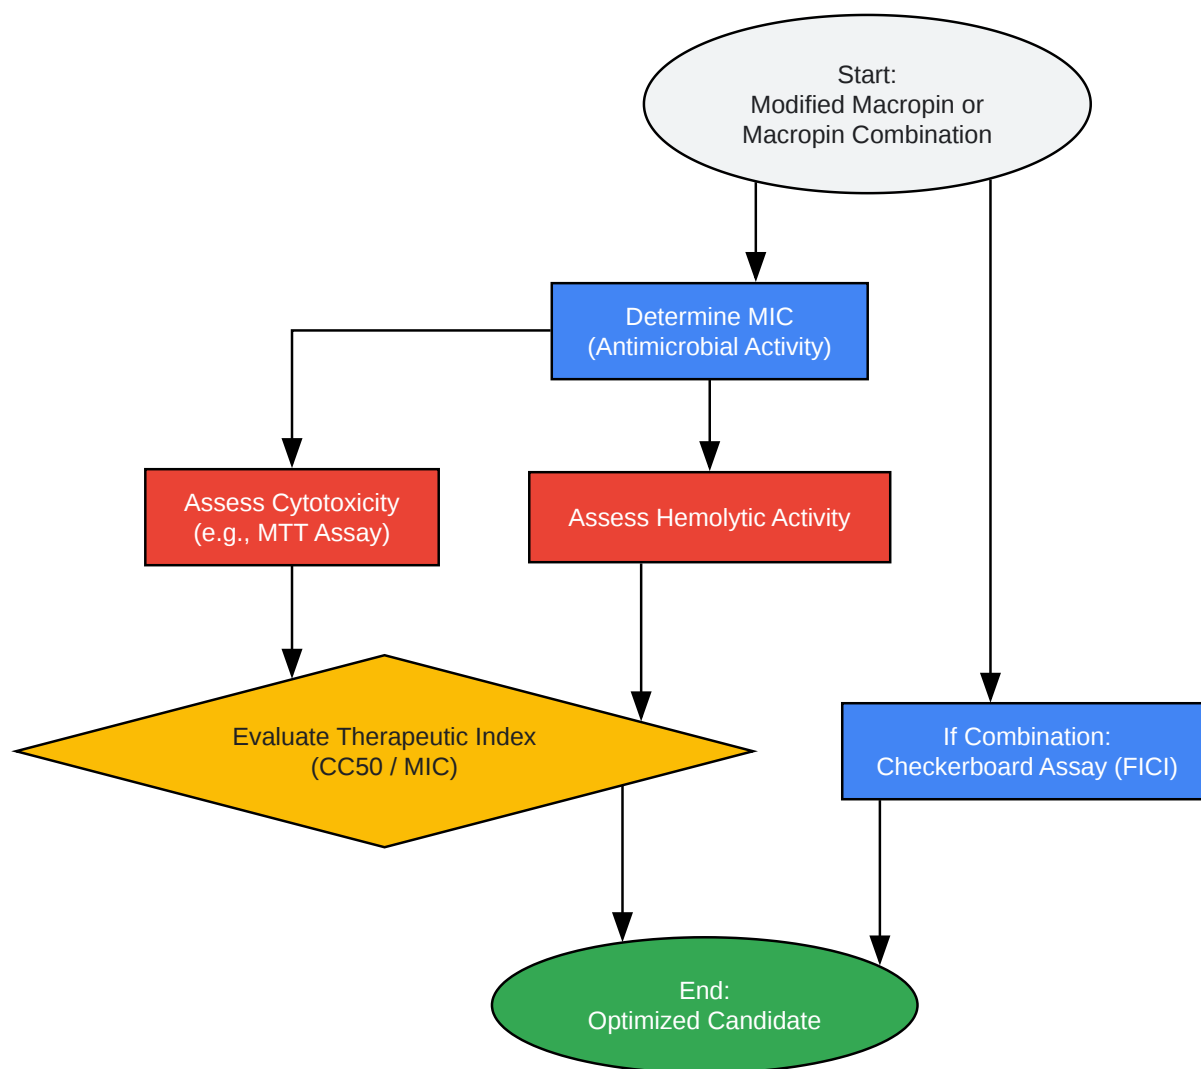 Start:
Modified Macropin or
Macropin Combination
Determine MIC
(Antimicrobial Activity)
Assess Cytotoxicity
(e.g., MTT Assay)
Assess Hemolytic Activity
Evaluate Therapeutic Index
(CC50 / MIC)
If Combination:
Checkerboard Assay (FICI)
End:
Optimized Candidate